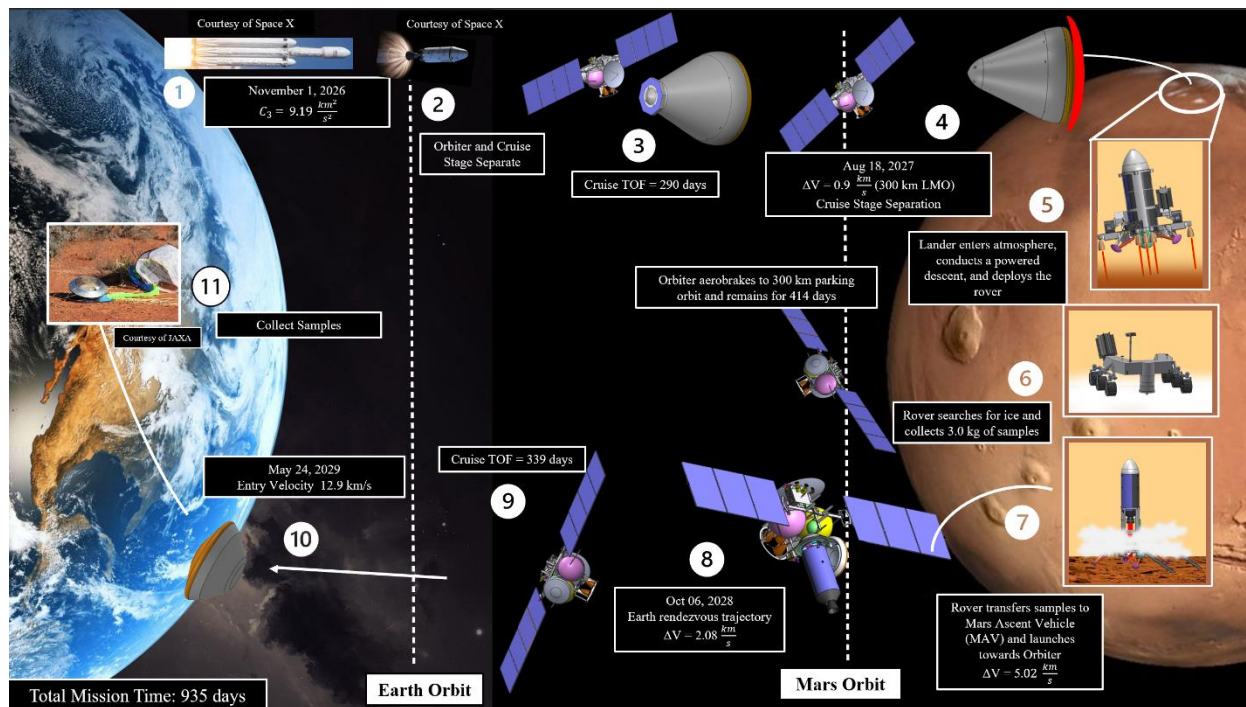 Courtesy of Space X
1
November 1, 2026
C₃ = 9.19 km²/s²
Courtesy of Space X
2
Orbiter and Cruise
Stage Separate
3
Cruise TOF = 290 days
4
Aug 18, 2027
ΔV = 0.9 km/s (300 km LMO)
Cruise Stage Separation
5
Lander enters atmosphere,
conducts a powered
descent, and deploys the
rover
Orbiter aerobrakes to 300 km parking
orbit and remains for 414 days
6
Rover searches for ice and
collects 3.0 kg of samples
7
Rover transfers samples to
Mars Ascent Vehicle
(MAV) and launches
towards Orbiter
ΔV = 5.02 km/s
8
Oct 06, 2028
Earth rendezvous trajectory
ΔV = 2.08 km/s
Cruise TOF = 339 days
9
May 24, 2029
Entry Velocity 12.9 km/s
10
11
Collect Samples
Courtesy of JAXA
Total Mission Time: 935 days
Earth Orbit
Mars Orbit